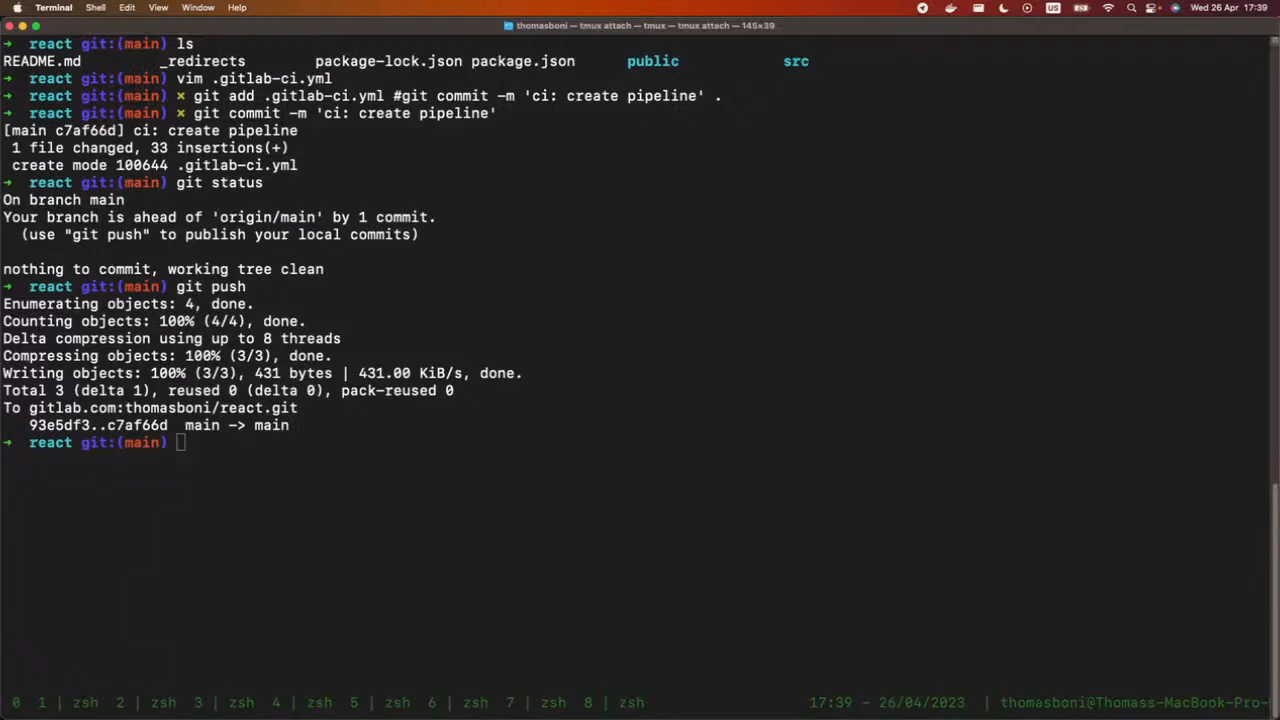 Terminal Shell Edit View Window Help US Wed 26 Apr 17:39
thomasboni — tmux attach — tmux — tmux attach — 145×39
→ react git:(main) ls
README.md _redirects package-lock.json package.json public src
→ react git:(main) vim .gitlab-ci.yml
→ react git:(main) × git add .gitlab-ci.yml #git commit -m 'ci: create pipeline' .
→ react git:(main) × git commit -m 'ci: create pipeline'
[main c7af66d] ci: create pipeline
1 file changed, 33 insertions(+)
create mode 100644 .gitlab-ci.yml
→ react git:(main) git status
On branch main
Your branch is ahead of 'origin/main' by 1 commit.
(use "git push" to publish your local commits)
nothing to commit, working tree clean
→ react git:(main) git push
Enumerating objects: 4, done.
Counting objects: 100% (4/4), done.
Delta compression using up to 8 threads
Compressing objects: 100% (3/3), done.
Writing objects: 100% (3/3), 431 bytes | 431.00 KiB/s, done.
Total 3 (delta 1), reused 0 (delta 0), pack-reused 0
To gitlab.com:thomasboni/react.git
93e5df3..c7af66d main -> main
→ react git:(main)
0 1 | zsh 2 | zsh 3 | zsh 4 | zsh 5 | zsh 6 | zsh 7 | zsh 8 | zsh 17:39 - 26/04/2023 | thomasboni@Thomass-MacBook-Pro-